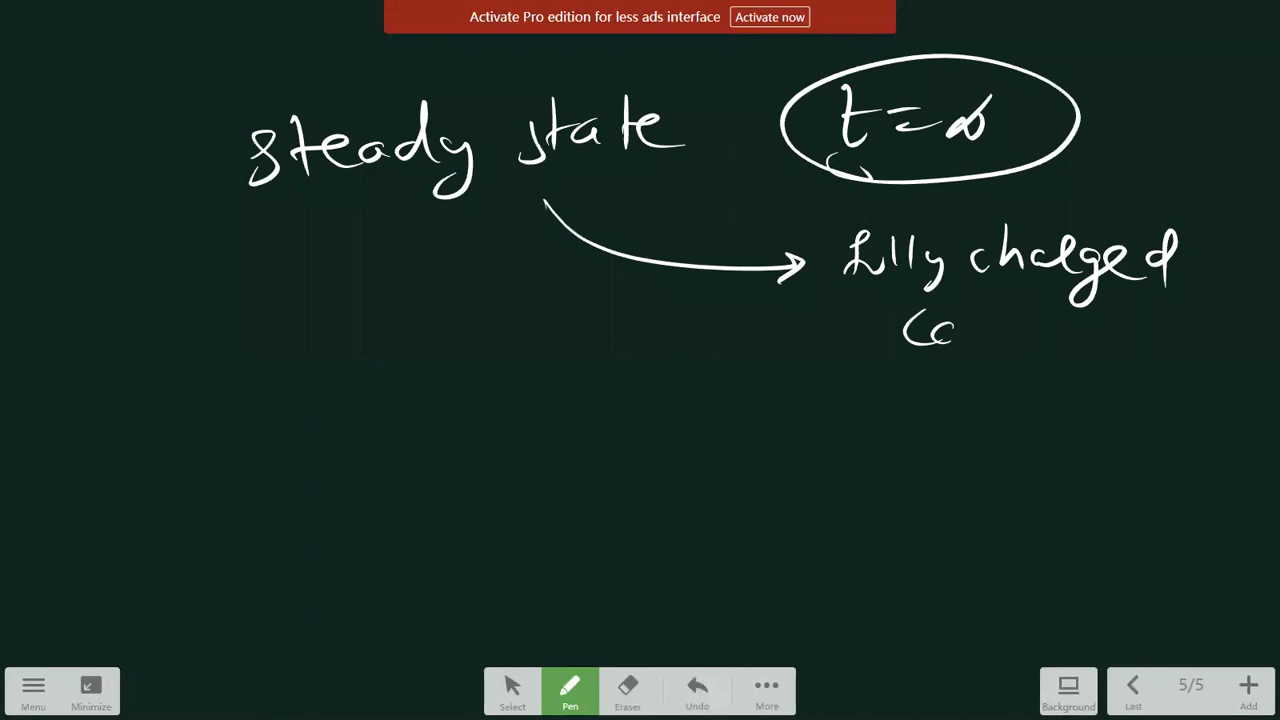 Activate Pro edition for less ads interface Activate now
steady state t=∞
fully charged
Menu Minimize Select Pen Eraser Undo More Background Last 5/5 Add